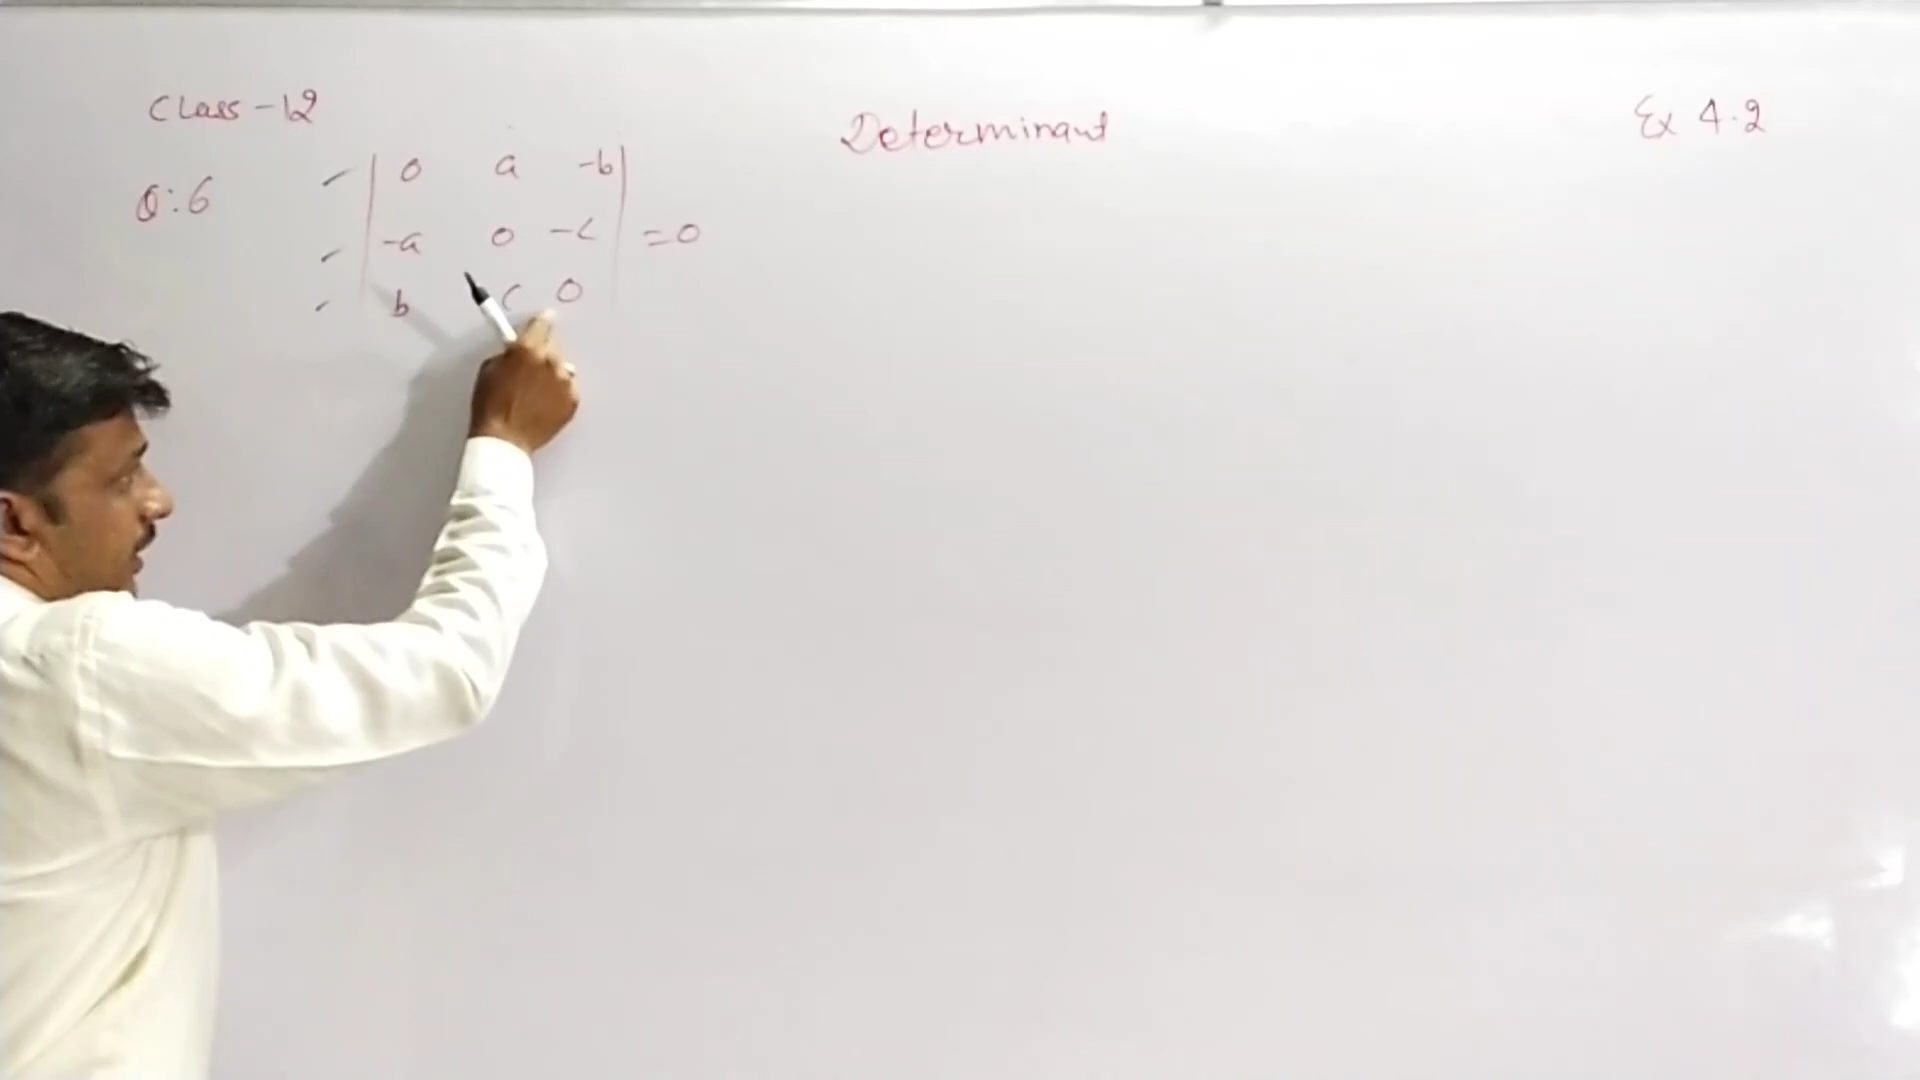 Class-12
Determinant
Ex 4.2
Q:6
0 a -b
-a 0 -c =0
b c 0